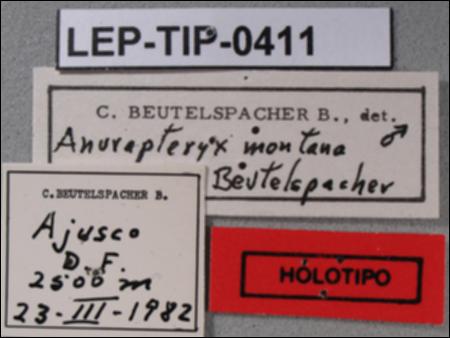 LEP-TIP-0411
C. BEUTELSPACHER B., det.
Anurapteryx montana ♂
Beutelspacher
C. BEUTELSPACHER B.
Ajusco
D. F.
2500 m
23-III-1982
HOLOTIPO